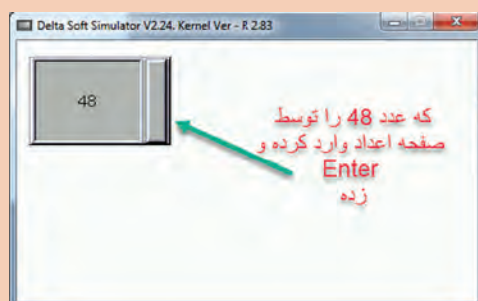 Delta Soft Simulator V2.24, Kernel Ver - R 2.83
48
که عدد 48 را توسط
صفحه اعداد وارد کرده و
Enter
زده